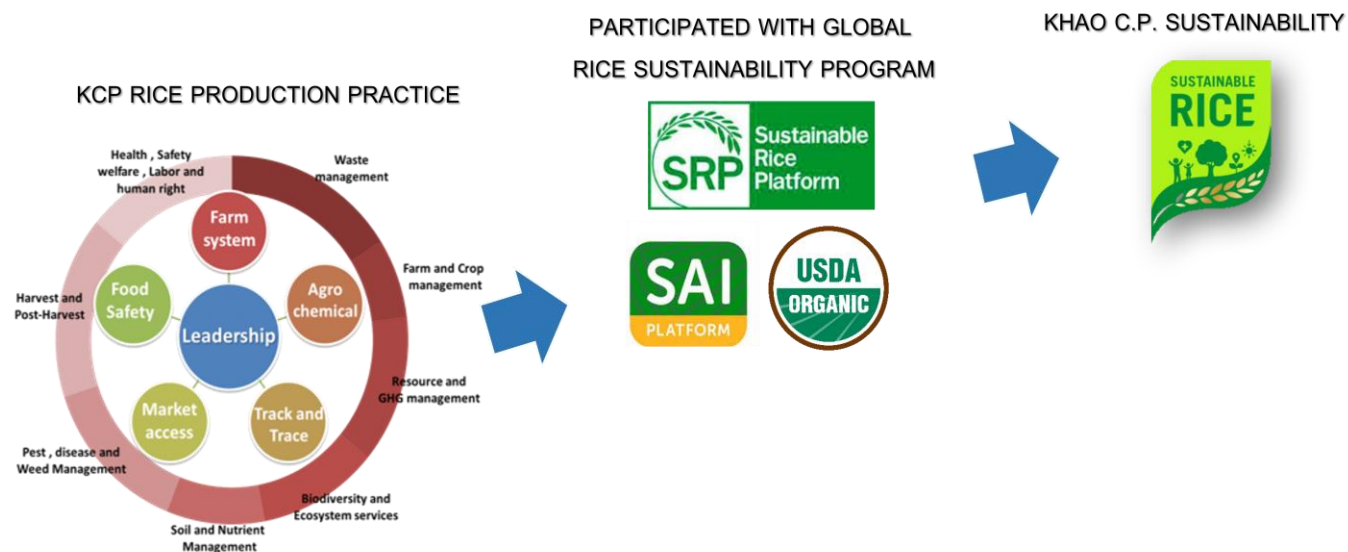 KCP RICE PRODUCTION PRACTICE
Health , Safety
welfare , Labor and
human right
Waste
management
Farm
system
Farm and Crop
management
Food
Safety
Agro
chemical
Harvest and
Post-Harvest
Leadership
Resource and
GHG management
Market
access
Track and
Trace
Pest , disease and
Weed Management
Biodiversity and
Ecosystem services
Soil and Nutrient
Management
PARTICIPATED WITH GLOBAL
RICE SUSTAINABILITY PROGRAM
SRP
Sustainable
Rice
Platform
SAI
PLATFORM
USDA
ORGANIC
KHAO C.P. SUSTAINABILITY
SUSTAINABLE
RICE